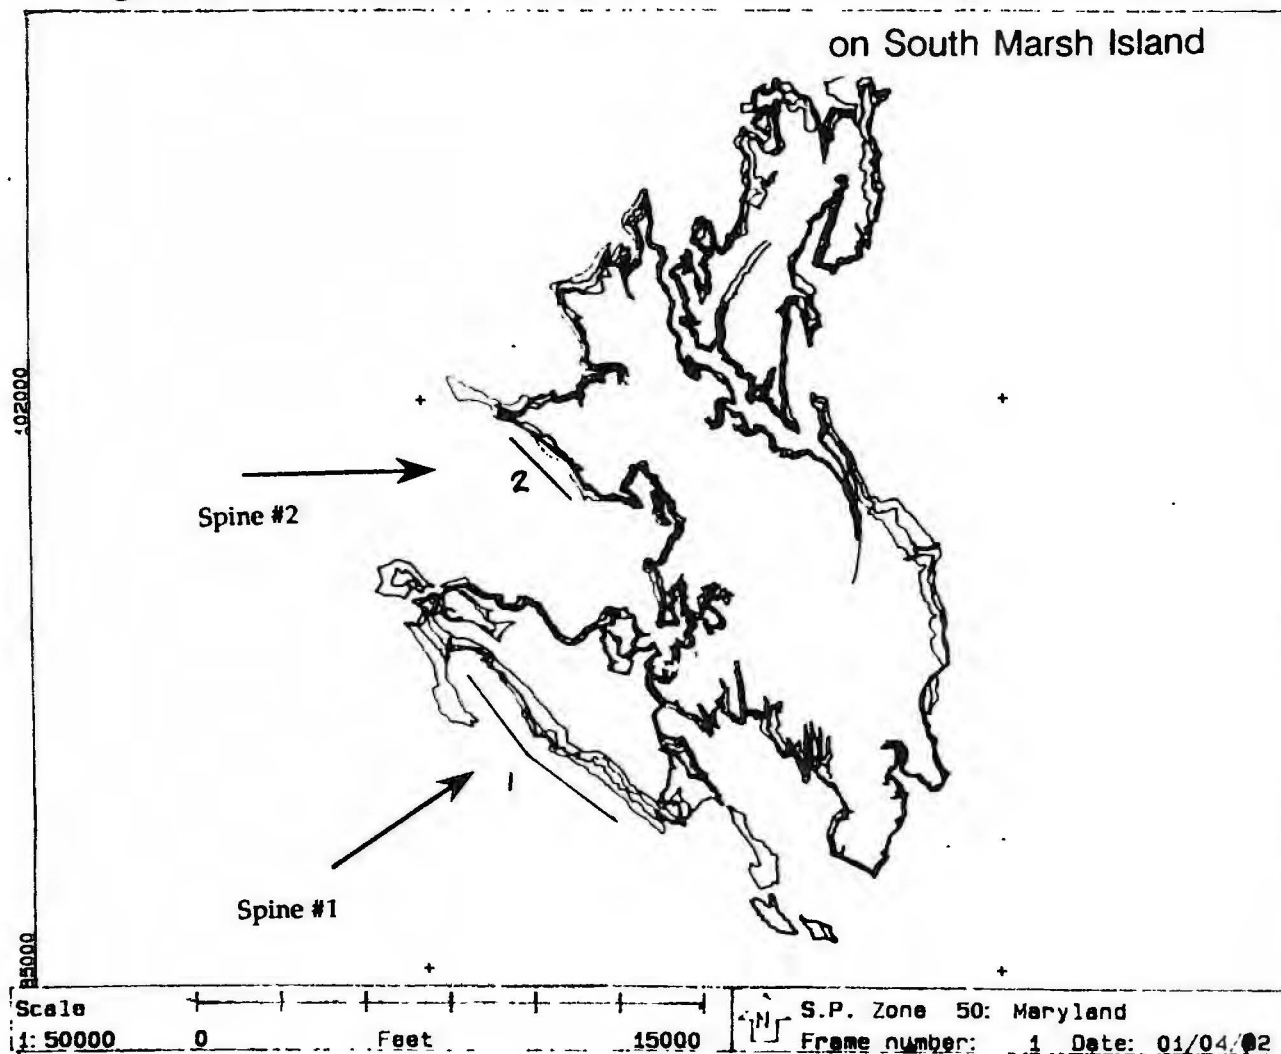 on South Marsh Island
102000
2
Spine #2
1
Spine #1
85000
Scale
1: 50000 0 Feet 15000
N
S.P. Zone 50: Maryland
Frame number: 1 Date: 01/04/02